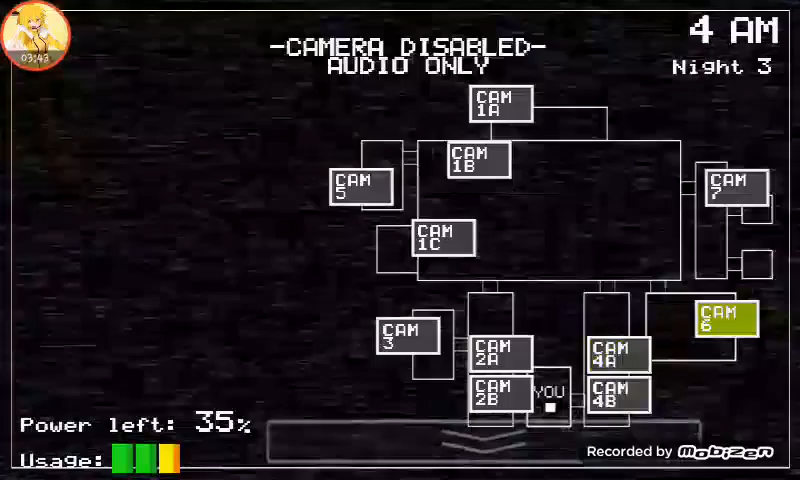 03:43
4 AM
-CAMERA DISABLED-
AUDIO ONLY
Night 3
CAM
1A
CAM
1B
CAM
5
CAM
7
CAM
1C
CAM
6
CAM
3
CAM
2A
CAM
4A
CAM
2B
YOU
CAM
4B
Power left: 35%
Usage:
Recorded by Mobizen